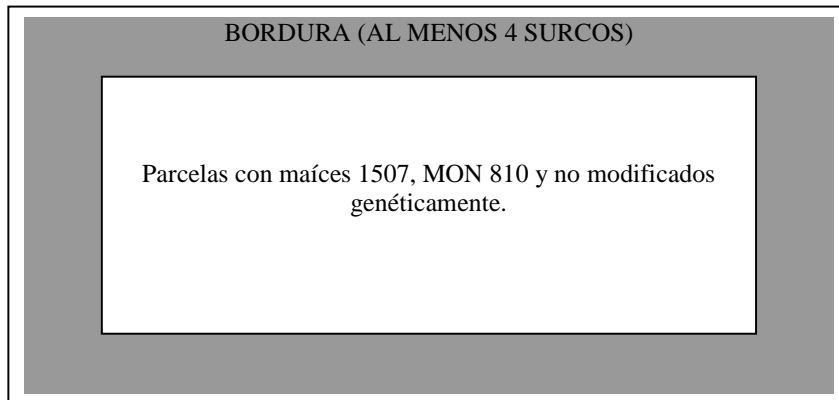 BORDURA (AL MENOS 4 SURCOS)
Parcelas con maíces 1507, MON 810 y no modificados
genéticamente.